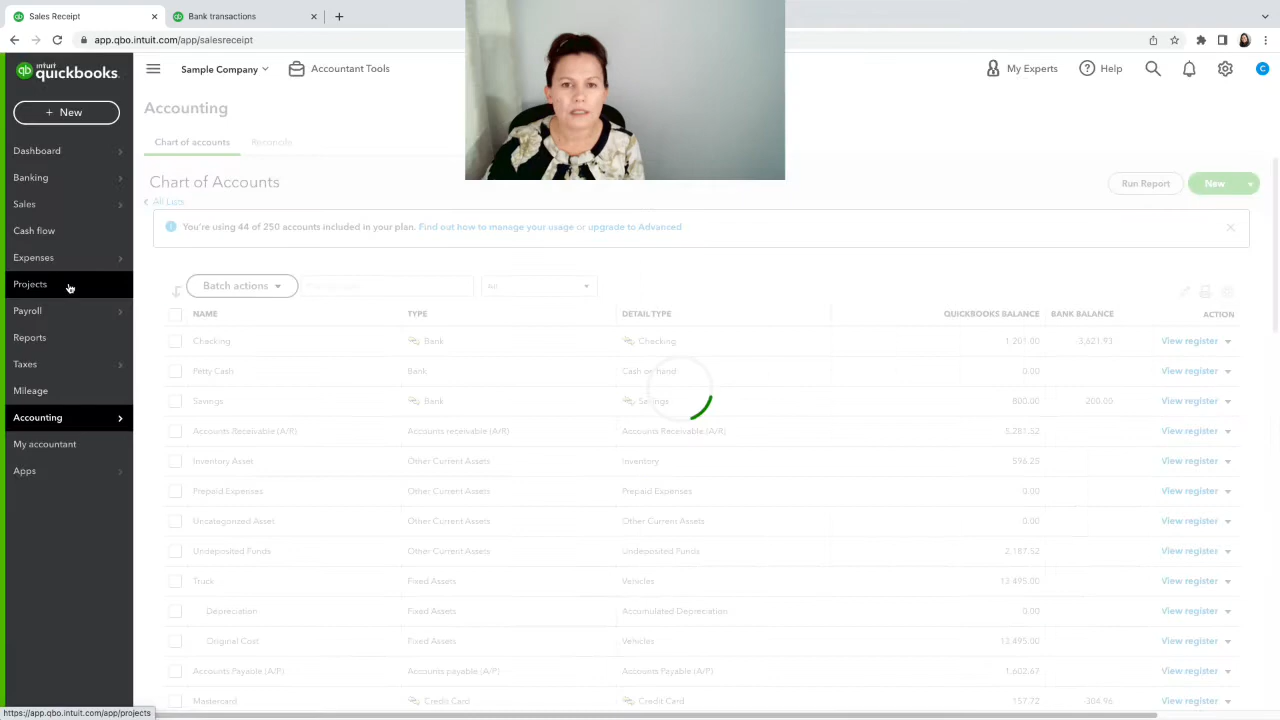 Sales Receipt
Bank transactions
app.qbo.intuit.com/app/salesreceipt
intuit quickbooks
Sample Company
Accountant Tools
My Experts
Help
C
+ New
Dashboard
Banking
Sales
Cash flow
Expenses
Projects
Payroll
Reports
Taxes
Mileage
Accounting
My accountant
Apps
Accounting
Chart of accounts
Reconcile
Chart of Accounts
Run Report
New
All Lists
You're using 44 of 250 accounts included in your plan. Find out how to manage your usage or upgrade to Advanced
Batch actions
All
NAME TYPE DETAIL TYPE QUICKBOOKS BALANCE BANK BALANCE ACTION
Checking Bank Checking 1,201.00 -3,621.93 View register
Petty Cash Bank Cash on hand 0.00 View register
Savings Bank Savings 800.00 200.00 View register
Accounts Receivable (A/R) Accounts receivable (A/R) Accounts Receivable (A/R) 5,281.52 View register
Inventory Asset Other Current Assets Inventory 596.25 View register
Prepaid Expenses Other Current Assets Prepaid Expenses 0.00 View register
Uncategorized Asset Other Current Assets Other Current Assets 0.00 View register
Undeposited Funds Other Current Assets Undeposited Funds 2,187.52 View register
Truck Fixed Assets Vehicles 13,495.00 View register
Depreciation Fixed Assets Accumulated Depreciation 0.00 View register
Original Cost Fixed Assets Vehicles 13,495.00 View register
Accounts Payable (A/P) Accounts payable (A/P) Accounts Payable (A/P) 1,602.67 View register
Mastercard Credit Card Credit Card 157.72 -304.96 View register
https://app.qbo.intuit.com/app/projects